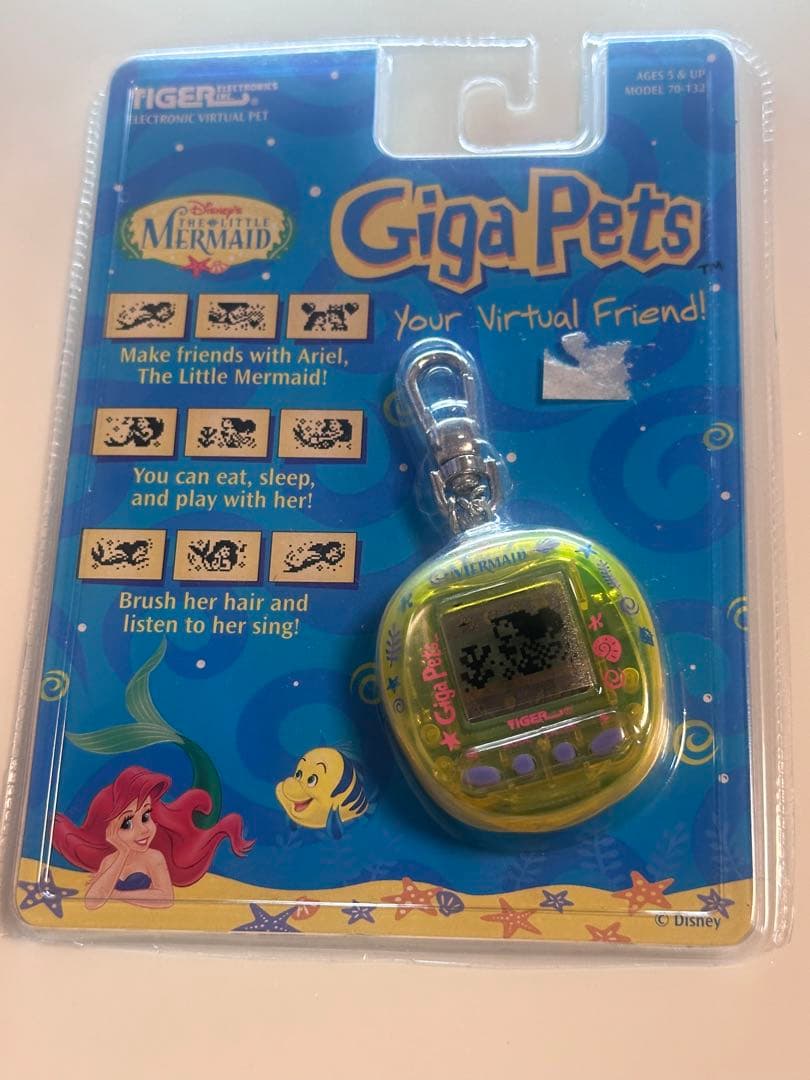 TIGER ELECTRONICS INC. ®
ELECTRONIC VIRTUAL PET
AGES 5 & UP
MODEL 70-132
Disney's
THE LITTLE
MERMAID
Giga Pets™
Your Virtual Friend!
Make friends with Ariel,
The Little Mermaid!
You can eat, sleep,
and play with her!
Brush her hair and
listen to her sing!
MERMAID
Giga Pets
TIGER
© Disney